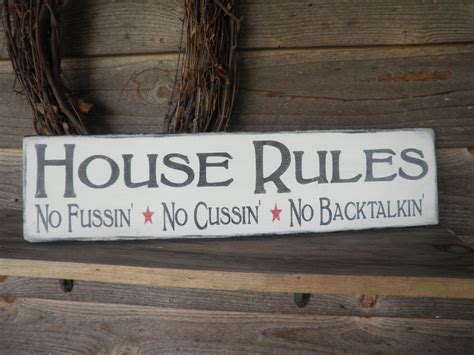 House Rules
No Fussin' ★ No Cussin' ★ No Backtalkin'